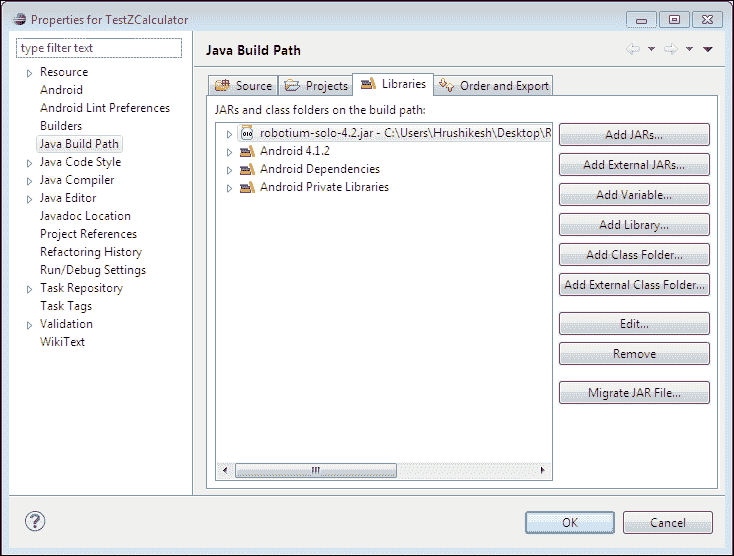 Properties for TestZCalculator
type filter text
Resource
Android
Android Lint Preferences
Builders
Java Build Path
Java Code Style
Java Compiler
Java Editor
Javadoc Location
Project References
Refactoring History
Run/Debug Settings
Task Repository
Task Tags
Validation
WikiText
Java Build Path
Source
Projects
Libraries
Order and Export
JARs and class folders on the build path:
010
robotium-solo-4.2.jar - C:\Users\Hrushikesh\Desktop\R
Android 4.1.2
Android Dependencies
Android Private Libraries
Add JARs...
Add External JARs...
Add Variable...
Add Library...
Add Class Folder...
Add External Class Folder...
Edit...
Remove
Migrate JAR File...
?
OK
Cancel